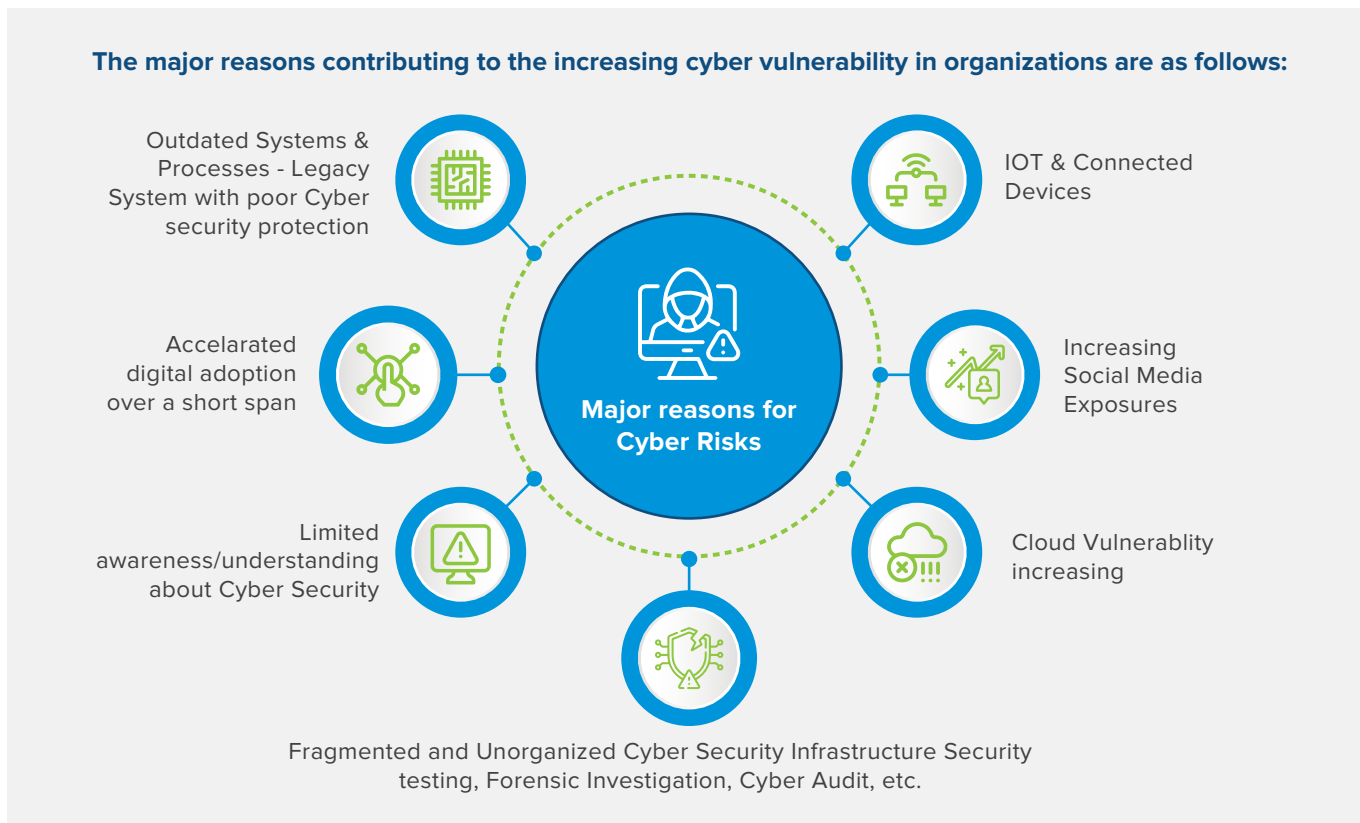 The major reasons contributing to the increasing cyber vulnerability in organizations are as follows:
Outdated Systems &
Processes - Legacy
System with poor Cyber
security protection
IOT & Connected
Devices
Accelarated
digital adoption
over a short span
Major reasons for
Cyber Risks
Increasing
Social Media
Exposures
Limited
awareness/understanding
about Cyber Security
Cloud Vulnerablity
increasing
Fragmented and Unorganized Cyber Security Infrastructure Security
testing, Forensic Investigation, Cyber Audit, etc.